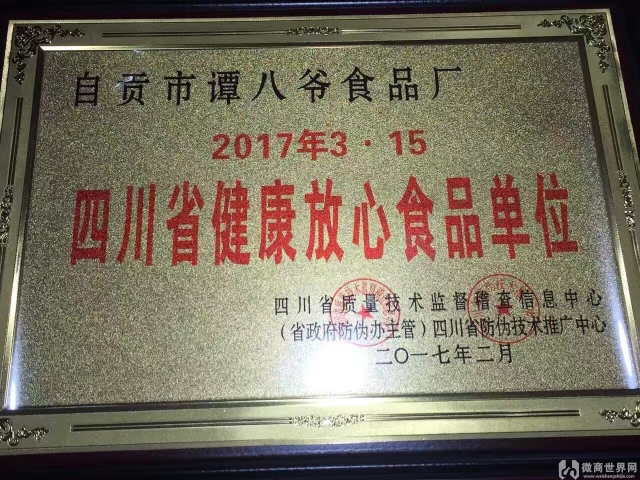 自贡市谭八爷食品厂
2017年3·15
四川省健康放心食品单位
四川省质量技术监督稽查信息中心
(省政府防伪办主管)四川省防伪技术推广中心
二〇一七年二月
微商世界网
www.weishangshijie.com